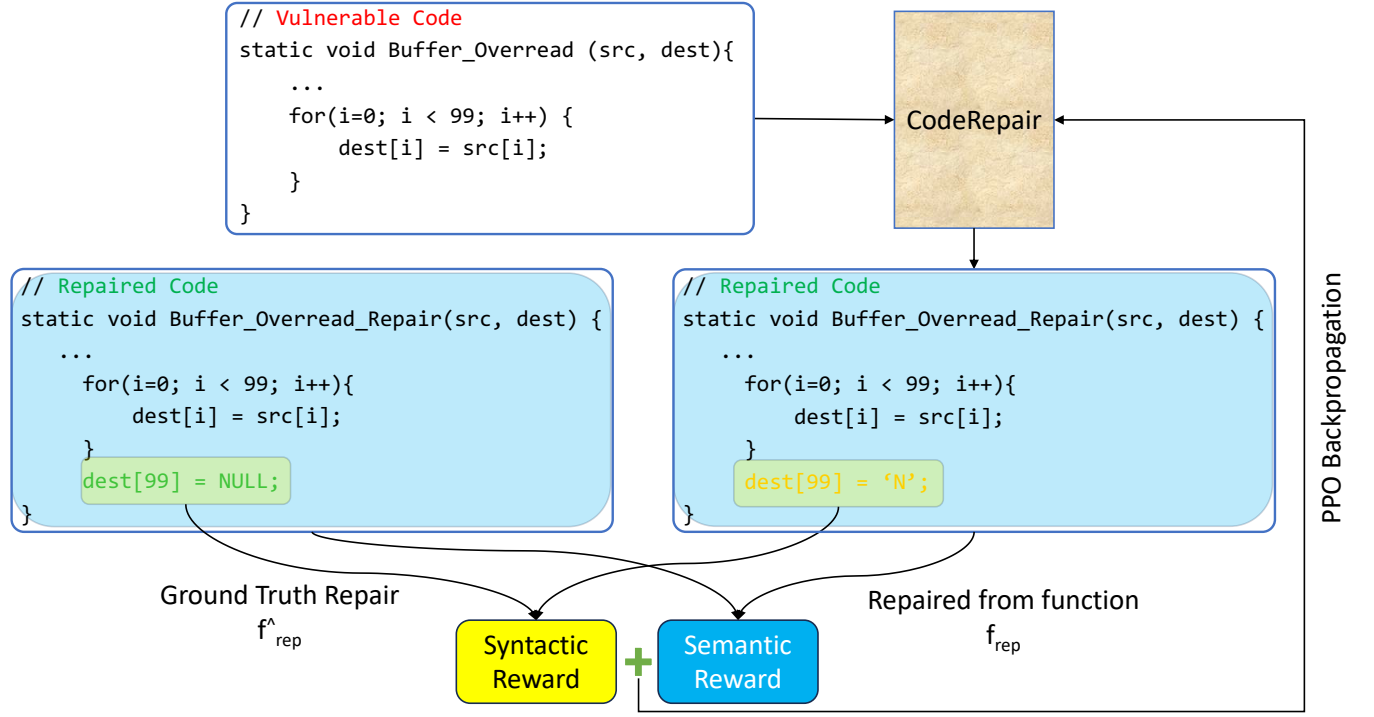 // Vulnerable Code
static void Buffer_Overread (src, dest){
...
for(i=0; i < 99; i++) {
dest[i] = src[i];
}
}
CodeRepair
// Repaired Code
static void Buffer_Overread_Repair(src, dest) {
...
for(i=0; i < 99; i++){
dest[i] = src[i];
}
dest[99] = NULL;
}
// Repaired Code
static void Buffer_Overread_Repair(src, dest) {
...
for(i=0; i < 99; i++){
dest[i] = src[i];
}
dest[99] = ‘N’;
}
PPO Backpropagation
Ground Truth Repair
f^rep
Repaired from function
frep
Syntactic
Reward
+
Semantic
Reward